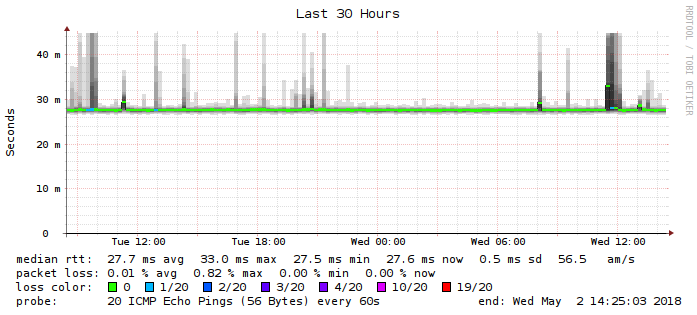 Last 30 Hours
RRDTOOL / TOBI OETIKER
Seconds
40 m
30 m
20 m
10 m
0
Tue 12:00 Tue 18:00 Wed 00:00 Wed 06:00 Wed 12:00
median rtt: 27.7 ms avg 33.0 ms max 27.5 ms min 27.6 ms now 0.5 ms sd 56.5 am/s
packet loss: 0.01 % avg 0.82 % max 0.00 % min 0.00 % now
loss color: 0 1/20 2/20 3/20 4/20 10/20 19/20
probe: 20 ICMP Echo Pings (56 Bytes) every 60s end: Wed May 2 14:25:03 2018